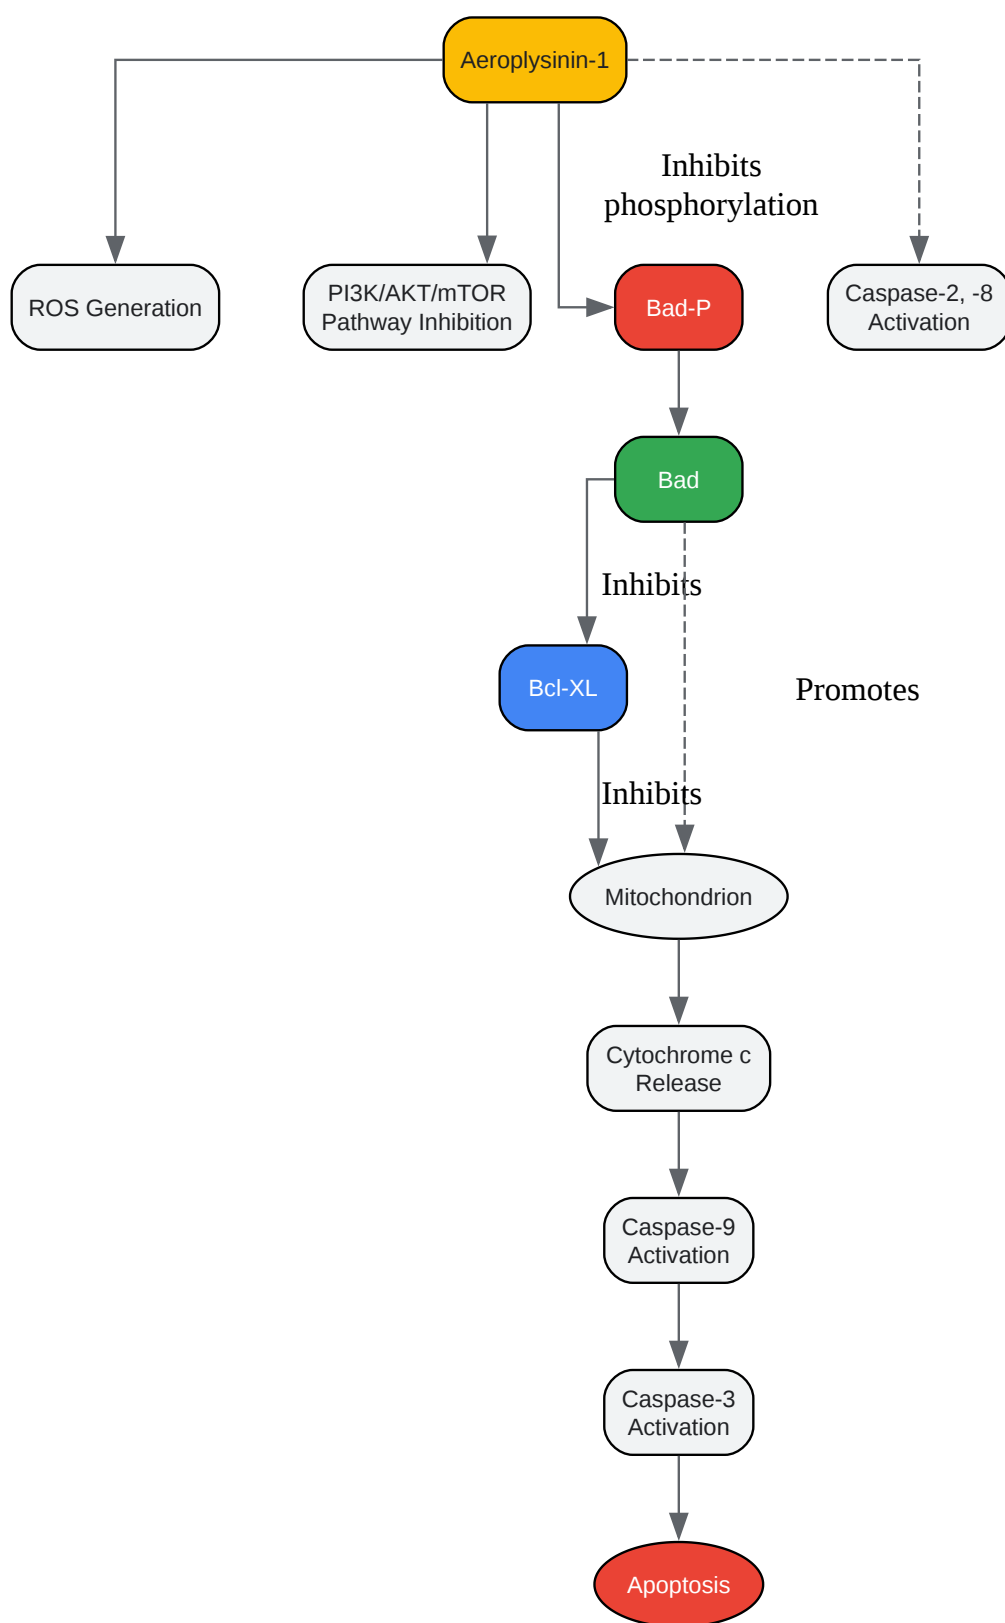 Aeroplysinin-1
Inhibits
phosphorylation
ROS Generation
PI3K/AKT/mTOR
Pathway Inhibition
Bad-P
Caspase-2, -8
Activation
Bad
Inhibits
Bcl-XL
Promotes
Inhibits
Mitochondrion
Cytochrome c
Release
Caspase-9
Activation
Caspase-3
Activation
Apoptosis